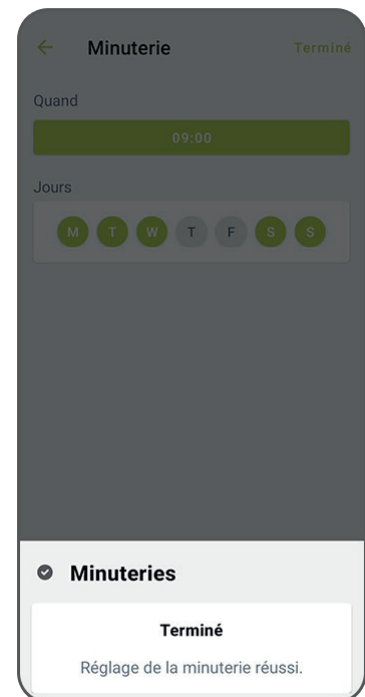 Minuterie Terminé
Quand
09:00
Jours
M T W T F S S
Minuteries
Terminé
Réglage de la minuterie réussi.